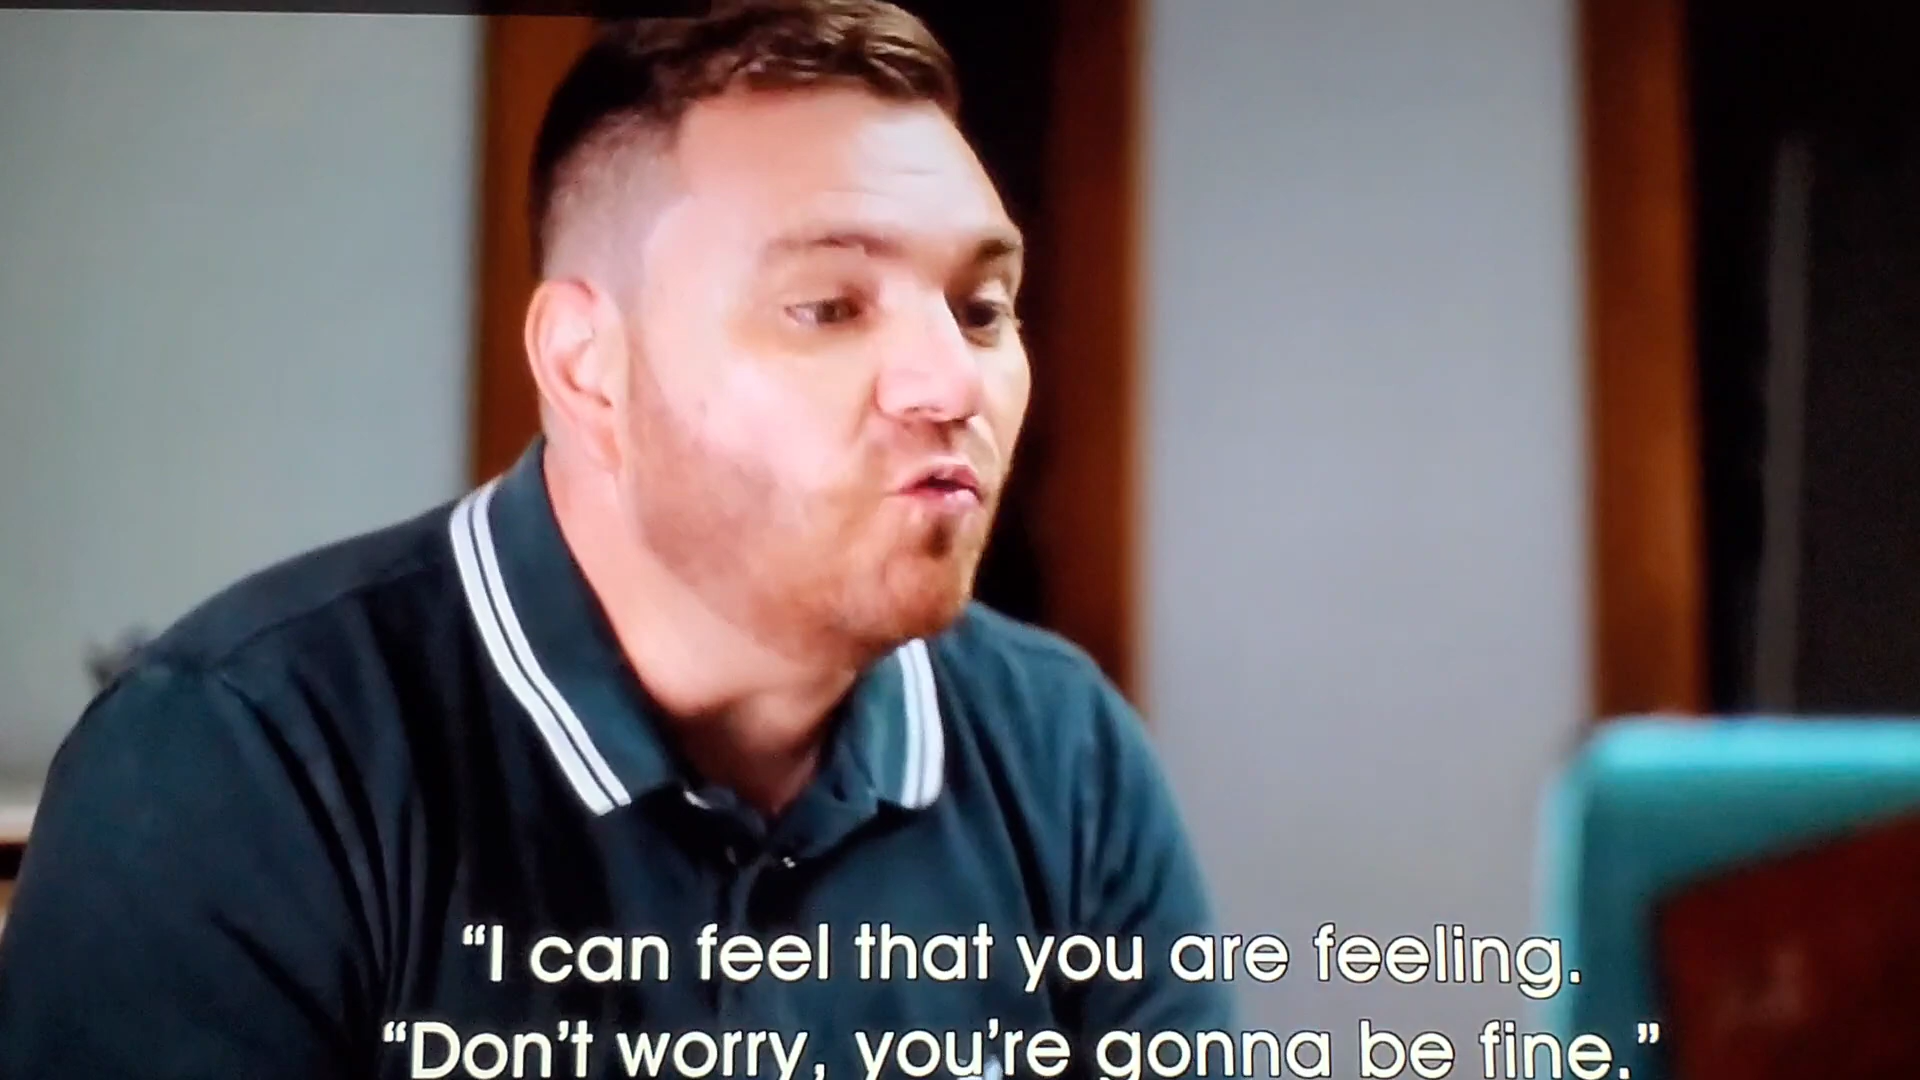 “I can feel that you are feeling.
“Don’t worry, you’re gonna be fine.”